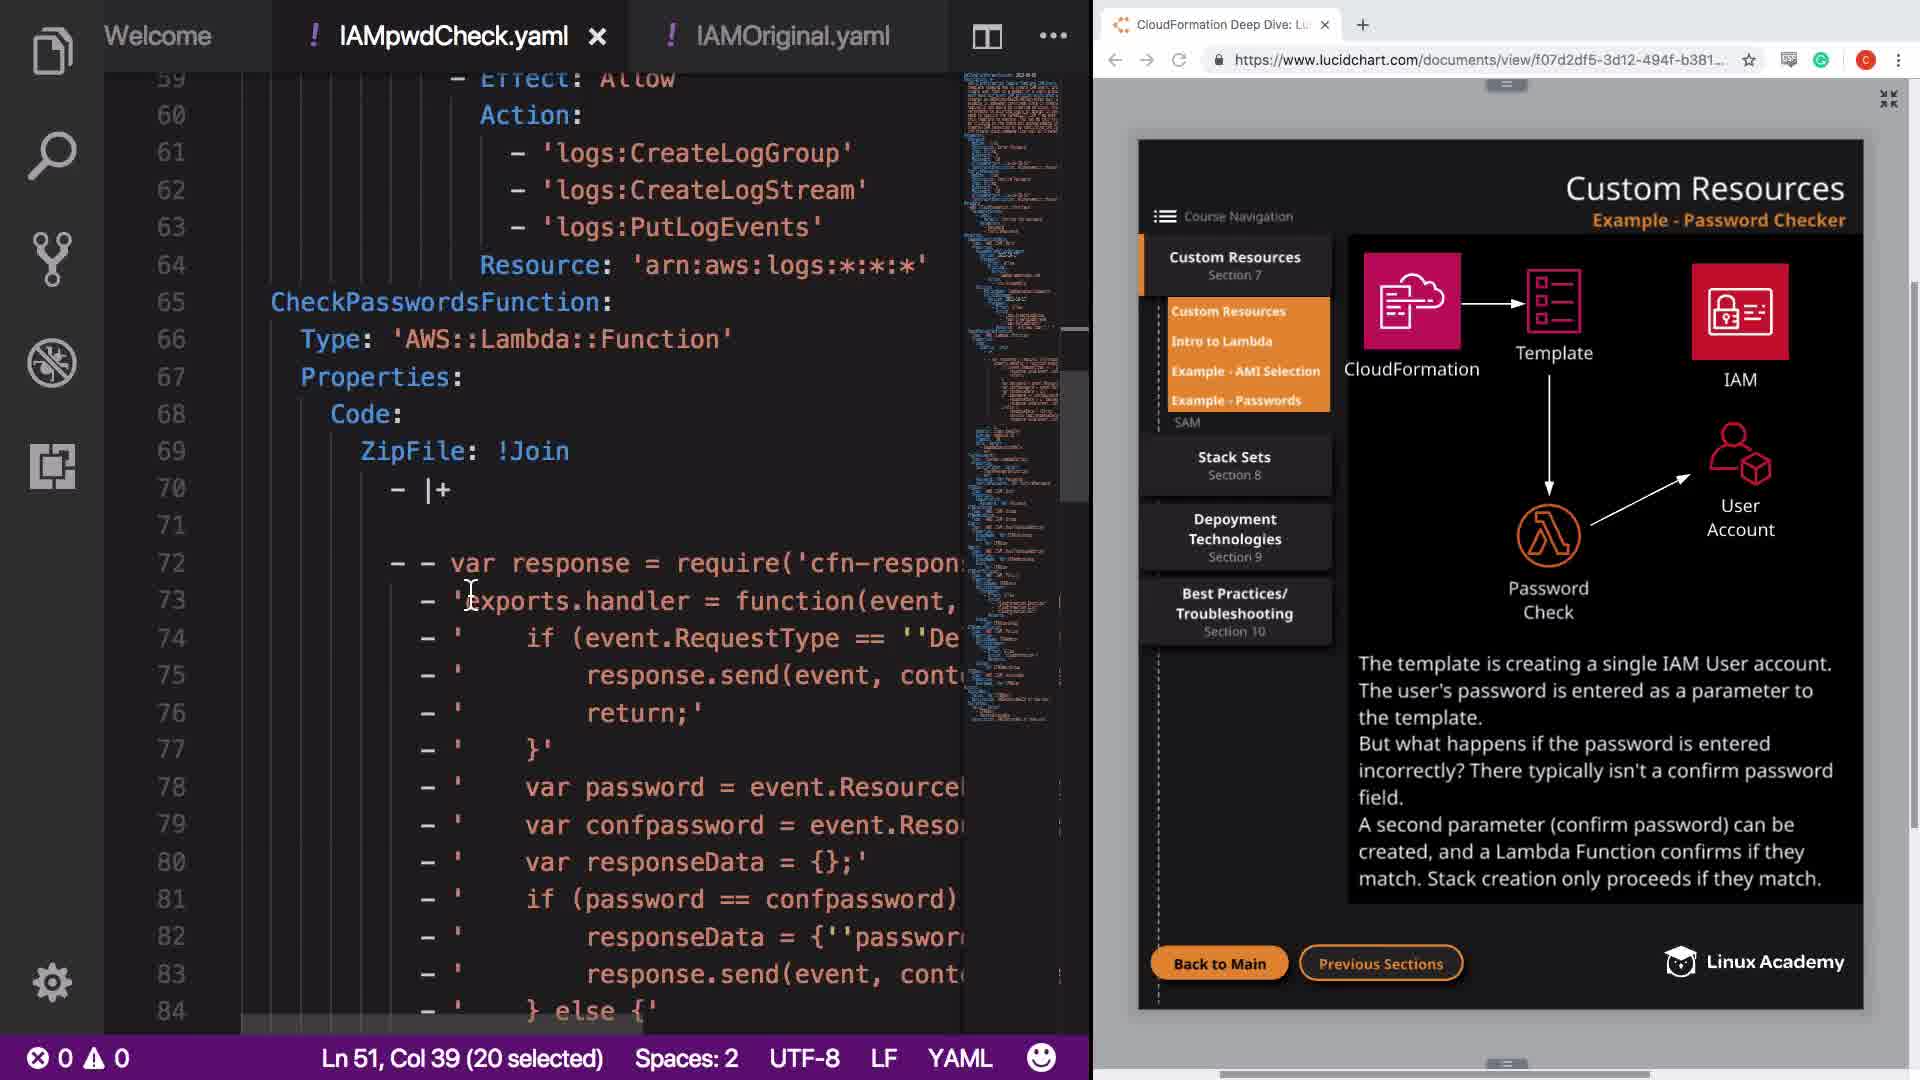 Welcome
! IAMpwdCheck.yaml ×
! IAMOriginal.yaml
59 - Effect: Allow
60 Action:
61 - 'logs:CreateLogGroup'
62 - 'logs:CreateLogStream'
63 - 'logs:PutLogEvents'
64 Resource: 'arn:aws:logs:*:*:*'
65 CheckPasswordsFunction:
66 Type: 'AWS::Lambda::Function'
67 Properties:
68 Code:
69 ZipFile: !Join
70 - |+
71
72 - - var response = require('cfn-respon
73 - 'exports.handler = function(event,
74 - '    if (event.RequestType == ''De
75 - '        response.send(event, cont
76 - '        return;'
77 - '    }'
78 - '    var password = event.Resource
79 - '    var confpassword = event.Reso
80 - '    var responseData = {};'
81 - '    if (password == confpassword)
82 - '        responseData = {''passwor
83 - '        response.send(event, cont
84 - '    } else {'
0 0
Ln 51, Col 39 (20 selected)
Spaces: 2
UTF-8
LF
YAML
CloudFormation Deep Dive: Lu
https://www.lucidchart.com/documents/view/f07d2df5-3d12-494f-b381...
C
Custom Resources
Example - Password Checker
Course Navigation
Custom Resources
Section 7
Custom Resources
Intro to Lambda
Example - AMI Selection
Example - Passwords
SAM
Stack Sets
Section 8
Depoyment
Technologies
Section 9
Best Practices/
Troubleshooting
Section 10
CloudFormation
Template
IAM
User
Account
Password
Check
The template is creating a single IAM User account.
The user's password is entered as a parameter to
the template.
But what happens if the password is entered
incorrectly? There typically isn't a confirm password
field.
A second parameter (confirm password) can be
created, and a Lambda Function confirms if they
match. Stack creation only proceeds if they match.
Back to Main
Previous Sections
Linux Academy